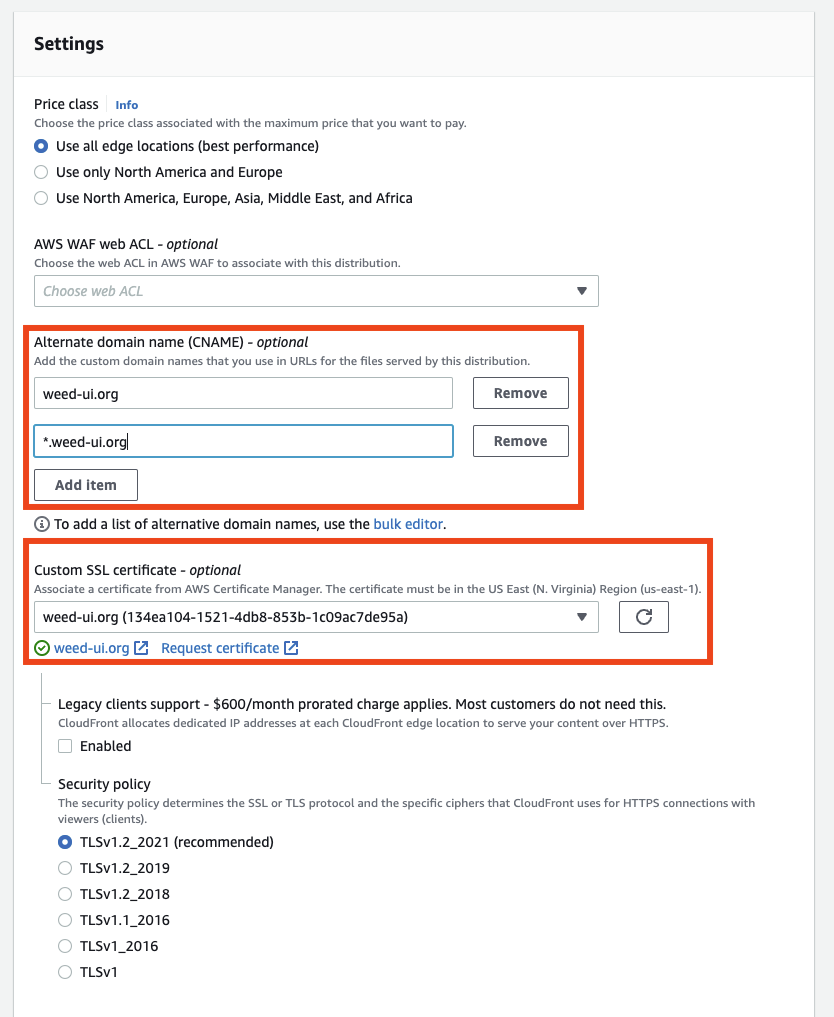 Settings
Price class Info
Choose the price class associated with the maximum price that you want to pay.
Use all edge locations (best performance)
Use only North America and Europe
Use North America, Europe, Asia, Middle East, and Africa
AWS WAF web ACL - optional
Choose the web ACL in AWS WAF to associate with this distribution.
Choose web ACL
Alternate domain name (CNAME) - optional
Add the custom domain names that you use in URLs for the files served by this distribution.
weed-ui.org Remove
*.weed-ui.org Remove
Add item
To add a list of alternative domain names, use the bulk editor.
Custom SSL certificate - optional
Associate a certificate from AWS Certificate Manager. The certificate must be in the US East (N. Virginia) Region (us-east-1).
weed-ui.org (134ea104-1521-4db8-853b-1c09ac7de95a)
weed-ui.org Request certificate
Legacy clients support - $600/month prorated charge applies. Most customers do not need this.
CloudFront allocates dedicated IP addresses at each CloudFront edge location to serve your content over HTTPS.
Enabled
Security policy
The security policy determines the SSL or TLS protocol and the specific ciphers that CloudFront uses for HTTPS connections with
viewers (clients).
TLSv1.2_2021 (recommended)
TLSv1.2_2019
TLSv1.2_2018
TLSv1.1_2016
TLSv1_2016
TLSv1